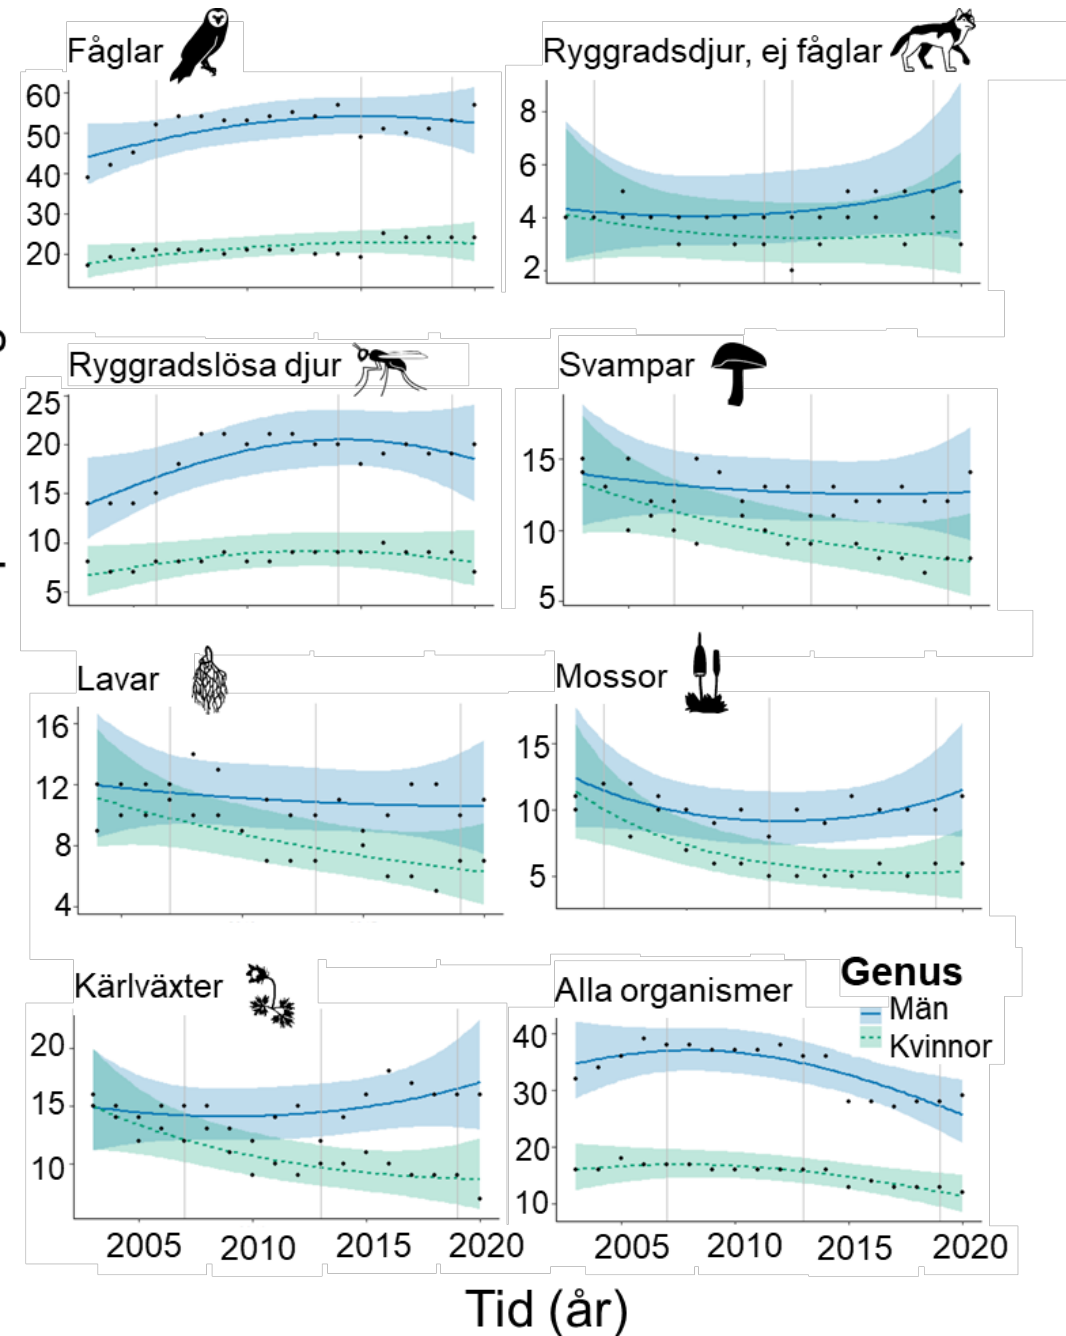 Fåglar
Ryggradsdjur, ej fåglar
60
50
40
30
20
8
6
4
2
Ryggradslösa djur
Svampar
25
20
15
10
5
15
10
5
Lavar
Mossor
16
12
8
4
15
10
5
Kärlväxter
Alla organismer
Genus
Män
Kvinnor
20
15
10
40
30
20
10
2005 2010 2015 2020
2005 2010 2015 2020
Tid (år)